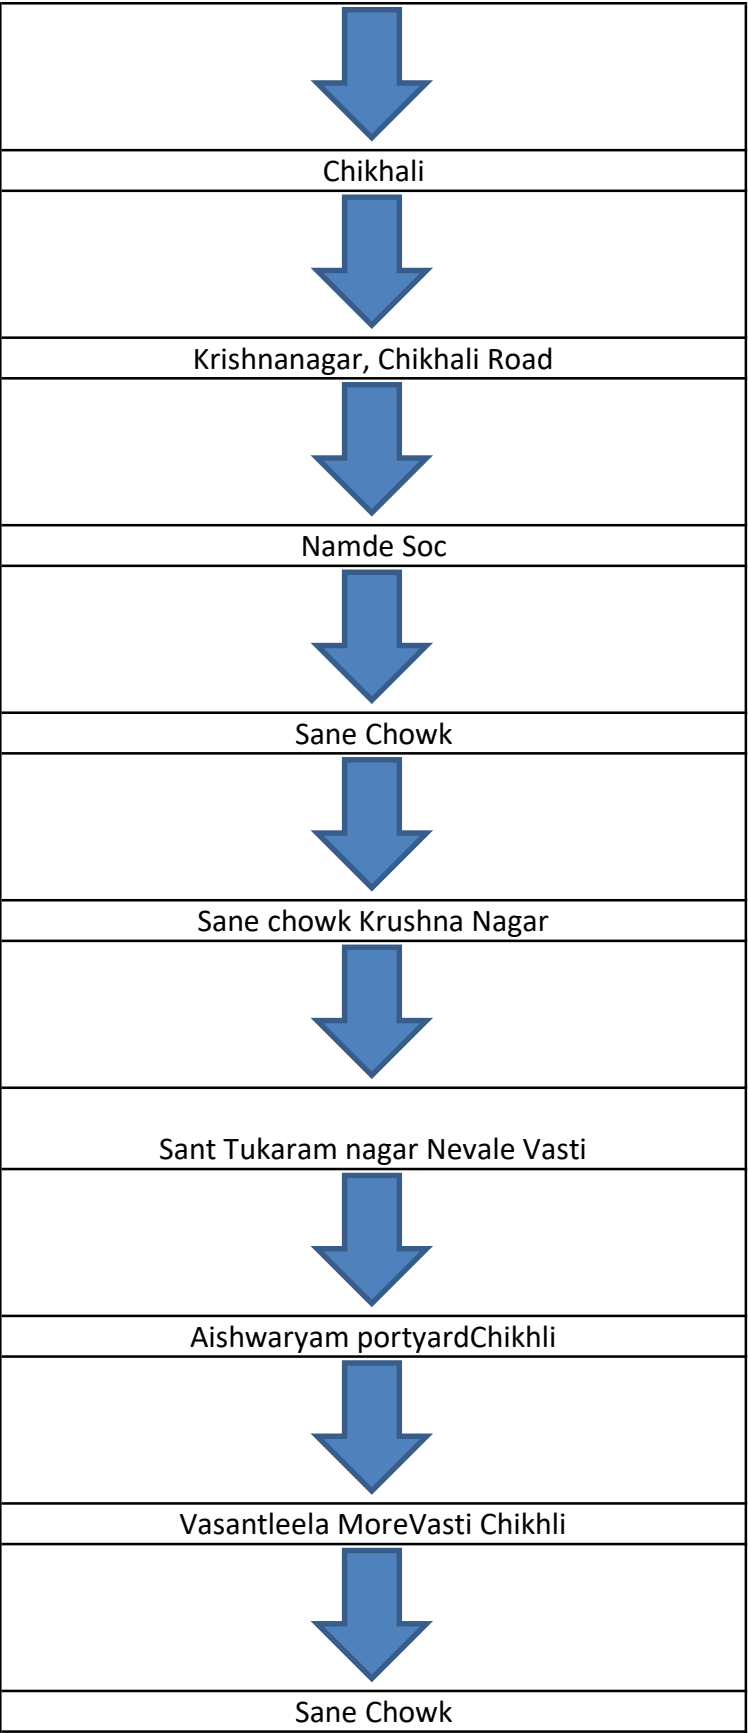 Chikhali
Krishnanagar, Chikhali Road
Namde Soc
Sane Chowk
Sane chowk Krushna Nagar
Sant Tukaram nagar Nevale Vasti
Aishwaryam portyardChikhli
Vasantleela MoreVasti Chikhli
Sane Chowk